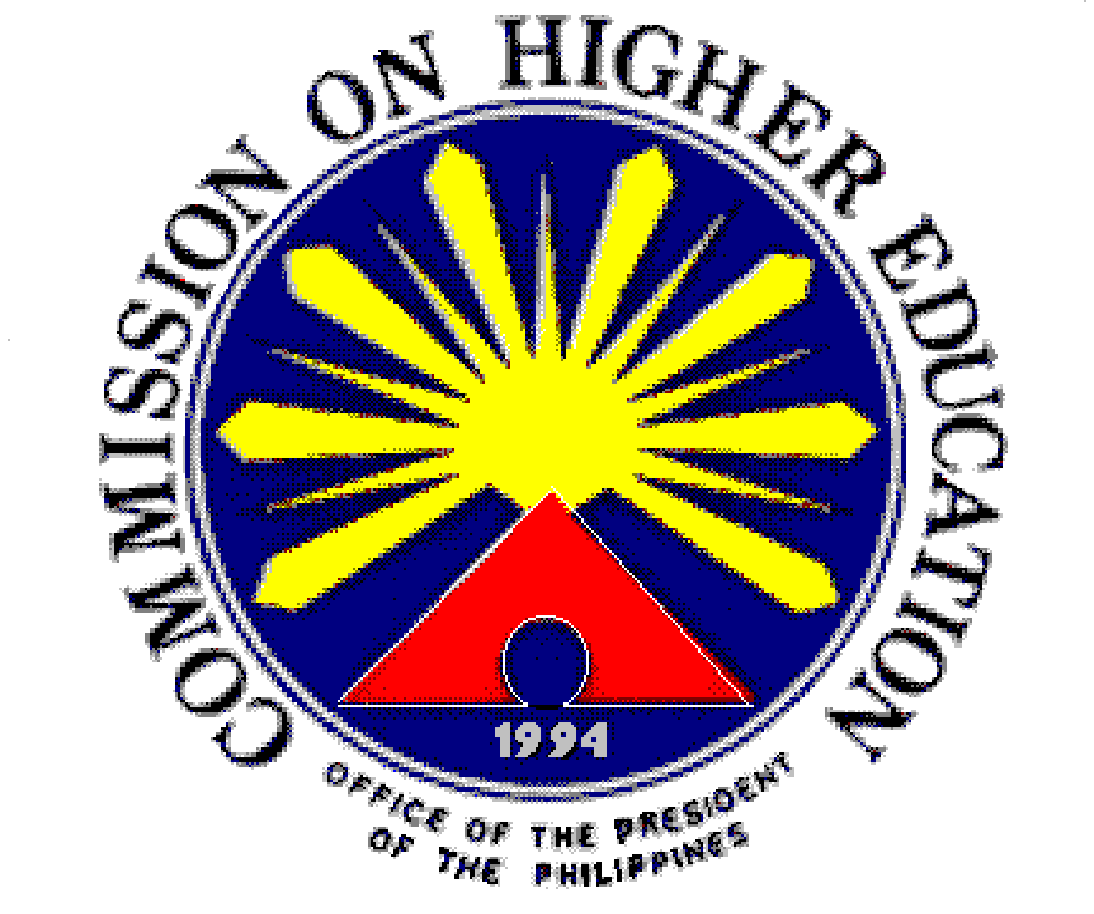 COMMISSION ON HIGHER EDUCATION
1994
OFFICE OF THE PRESIDENT
OF THE PHILIPPINES